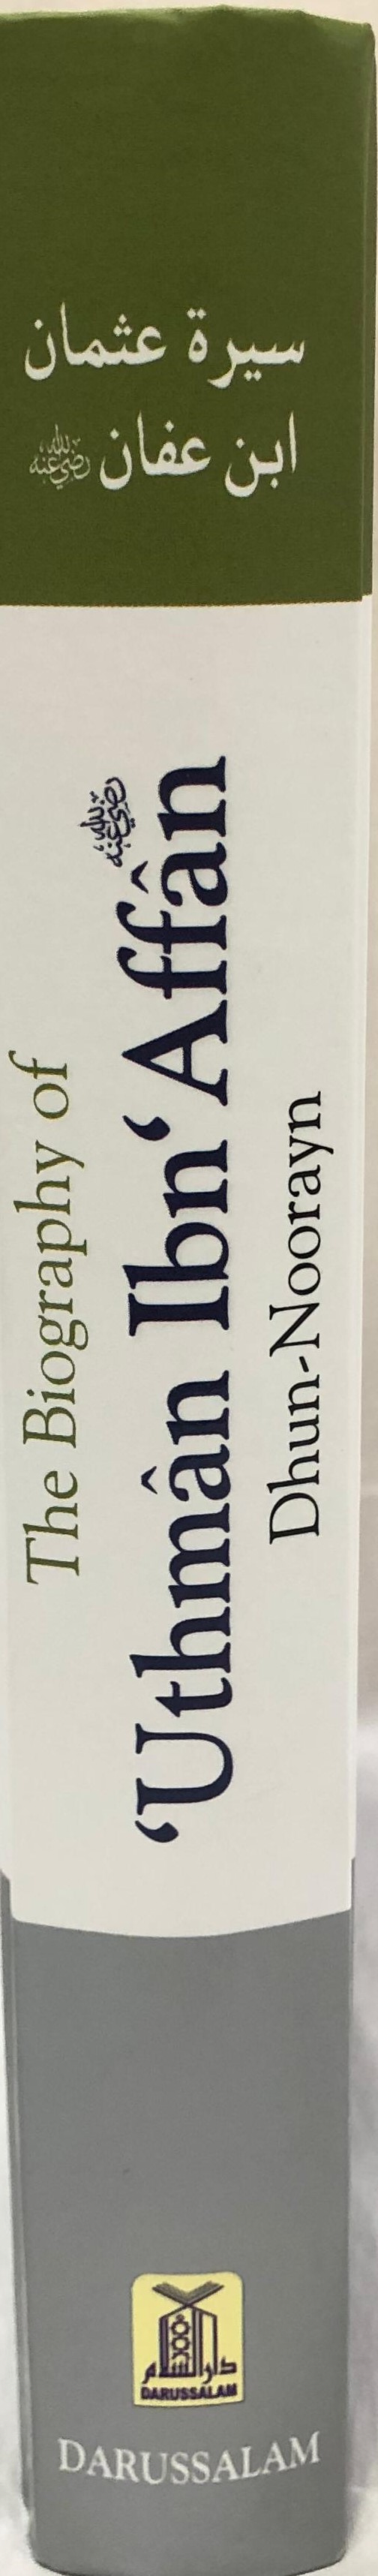 سيرة عثمان
ابن عفان رضي الله عنه
The Biography of
‘Uthmân Ibn ‘Affân رضي الله عنه
Dhun-Noorayn
دار السلام
DARUSSALAM
DARUSSALAM